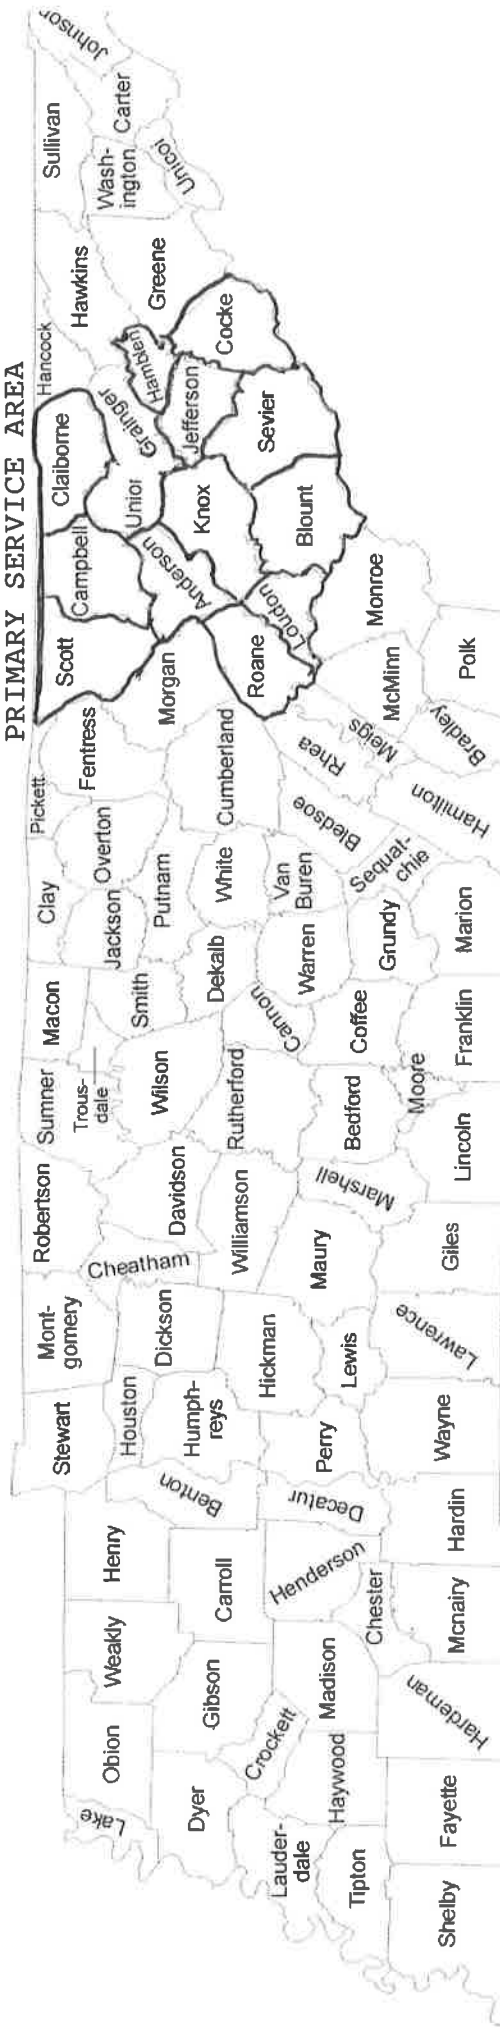 PRIMARY SERVICE AREA
Lake
Obion
Weakly
Henry
Stewart
Mont-
gomery
Robertson
Sumner
Macon
Clay
Pickett
Scott
Campbell
Claiborne
Hancock
Hawkins
Sullivan
Johnson
Dyer
Gibson
Carroll
Benton
Houston
Humph-
reys
Dickson
Cheatham
Davidson
Trous-
dale
Wilson
Smith
Jackson
Overton
Putnam
Fentress
Morgan
Anderson
Union
Grainger
Hamblen
Greene
Wash-
ington
Unicoi
Carter
Lauder-
dale
Crockett
Haywood
Madison
Henderson
Chester
Decatur
Perry
Hickman
Lewis
Williamson
Maury
Rutherford
Marshall
Bedford
Cannon
Dekalb
White
Warren
Van
Buren
Coffee
Cumberland
Bledsoe
Rhea
Roane
Loudon
Knox
Jefferson
Cocke
Sevier
Blount
Monroe
McMinn
Meigs
Tipton
Shelby
Fayette
Hardeman
Mcnairy
Hardin
Wayne
Lawrence
Giles
Lincoln
Moore
Franklin
Grundy
Sequat-
chie
Marion
Hamilton
Bradley
Polk